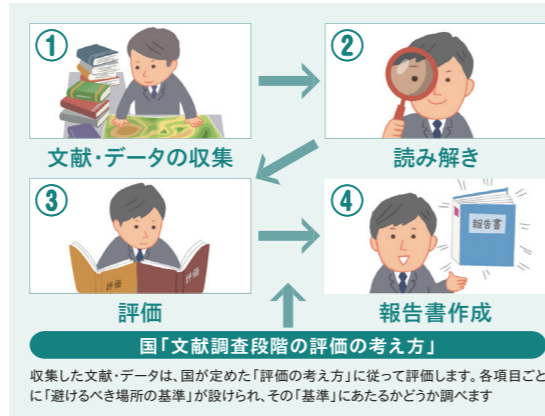 ①
②
文献・データの収集
読み解き
③
評価
評価
④
報告書
評価
報告書作成
国「文献調査段階の評価の考え方」
収集した文献・データは、国が定めた「評価の考え方」に従って評価します。各項目ごと
に「避けるべき場所の基準」が設けられ、その「基準」にあたるかどうか調べます